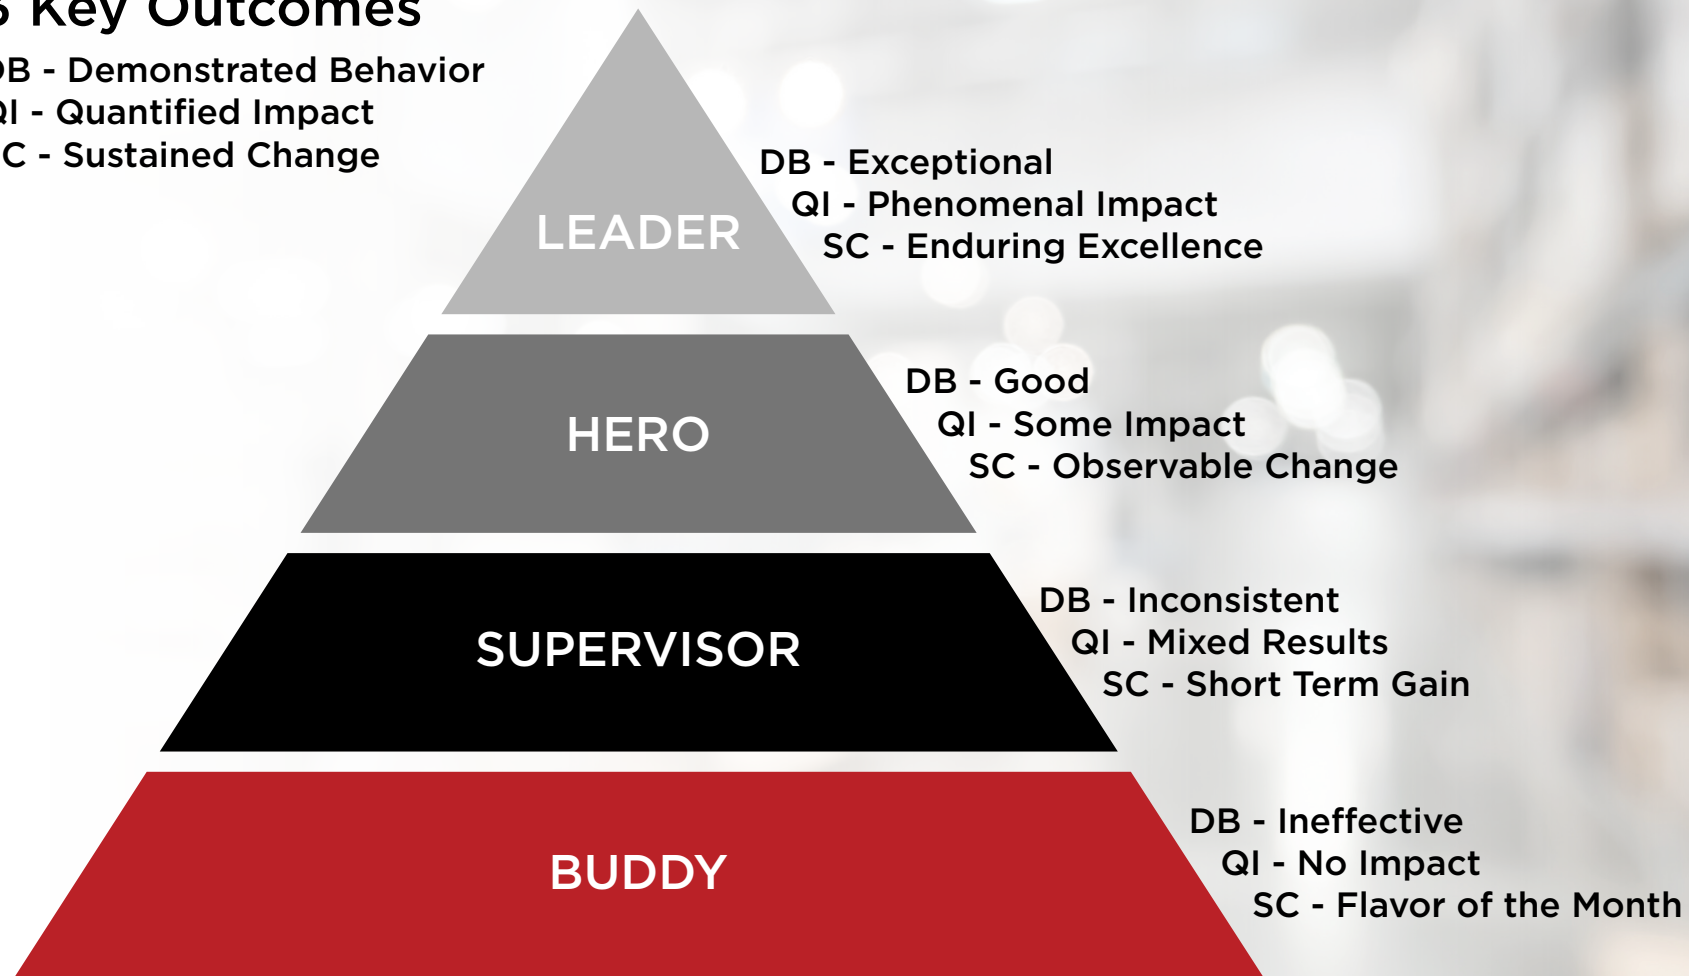 Key Outcomes
DB - Demonstrated Behavior
QI - Quantified Impact
C - Sustained Change
LEADER
DB - Exceptional
QI - Phenomenal Impact
SC - Enduring Excellence
HERO
DB - Good
QI - Some Impact
SC - Observable Change
SUPERVISOR
DB - Inconsistent
QI - Mixed Results
SC - Short Term Gain
BUDDY
DB - Ineffective
QI - No Impact
SC - Flavor of the Month